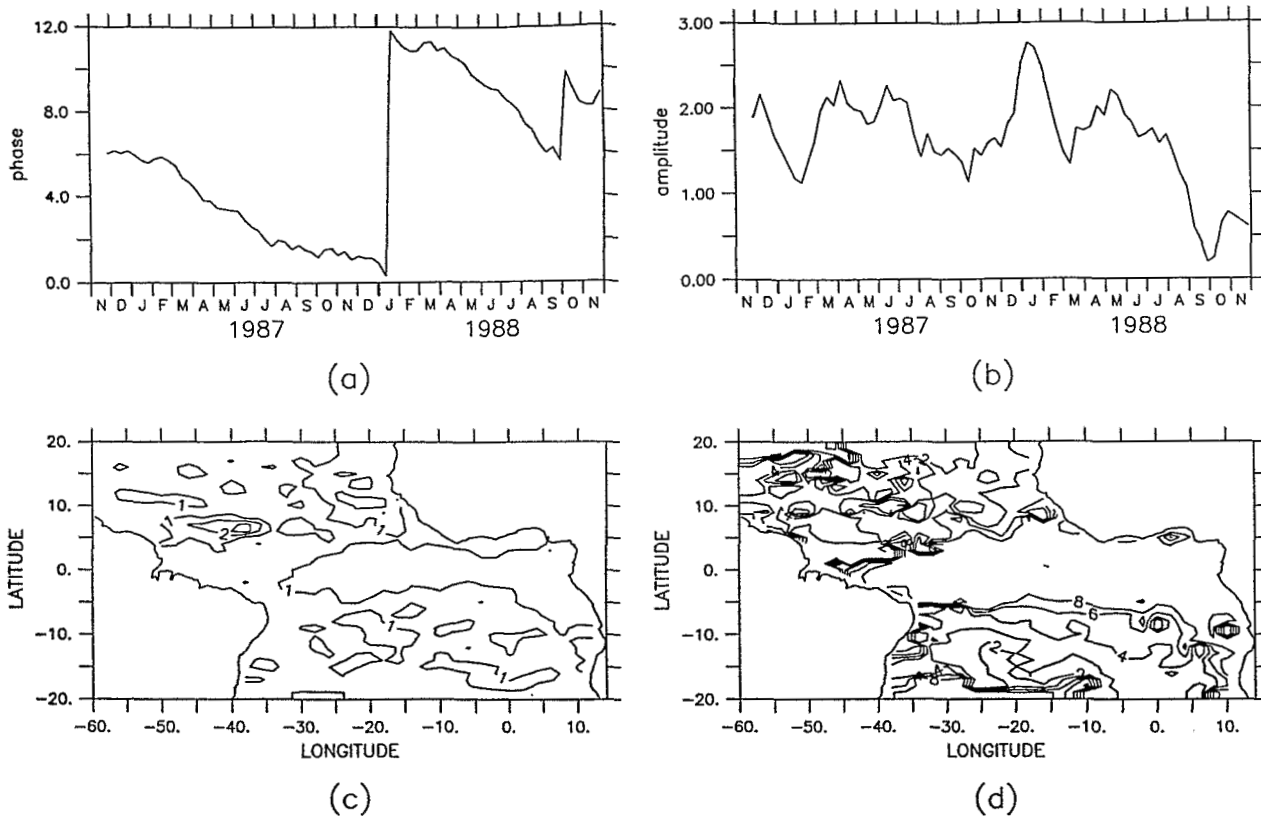 12.0
8.0
4.0
0.0
phase
N D J F M A M J J A S O N D J F M A M J J A S O N
1987 1988
(a)
3.00
2.00
1.00
0.00
amplitude
N D J F M A M J J A S O N D J F M A M J J A S O N
1987 1988
(b)
20.
10.
0.
-10.
-20.
LATITUDE
1
2
1
1
1
1
-60. -50. -40. -30. -20. -10. 0. 10.
LONGITUDE
(c)
20.
10.
0.
-10.
-20.
LATITUDE
4
2
8
6
4
2
2
-60. -50. -40. -30. -20. -10. 0. 10.
LONGITUDE
(d)